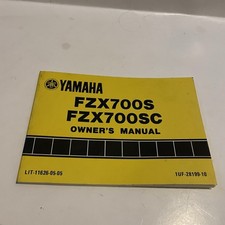 YAMAHA
FZX700S
FZX700SC
OWNER'S MANUAL
LIT-11626-05-05
1UF-28199-10